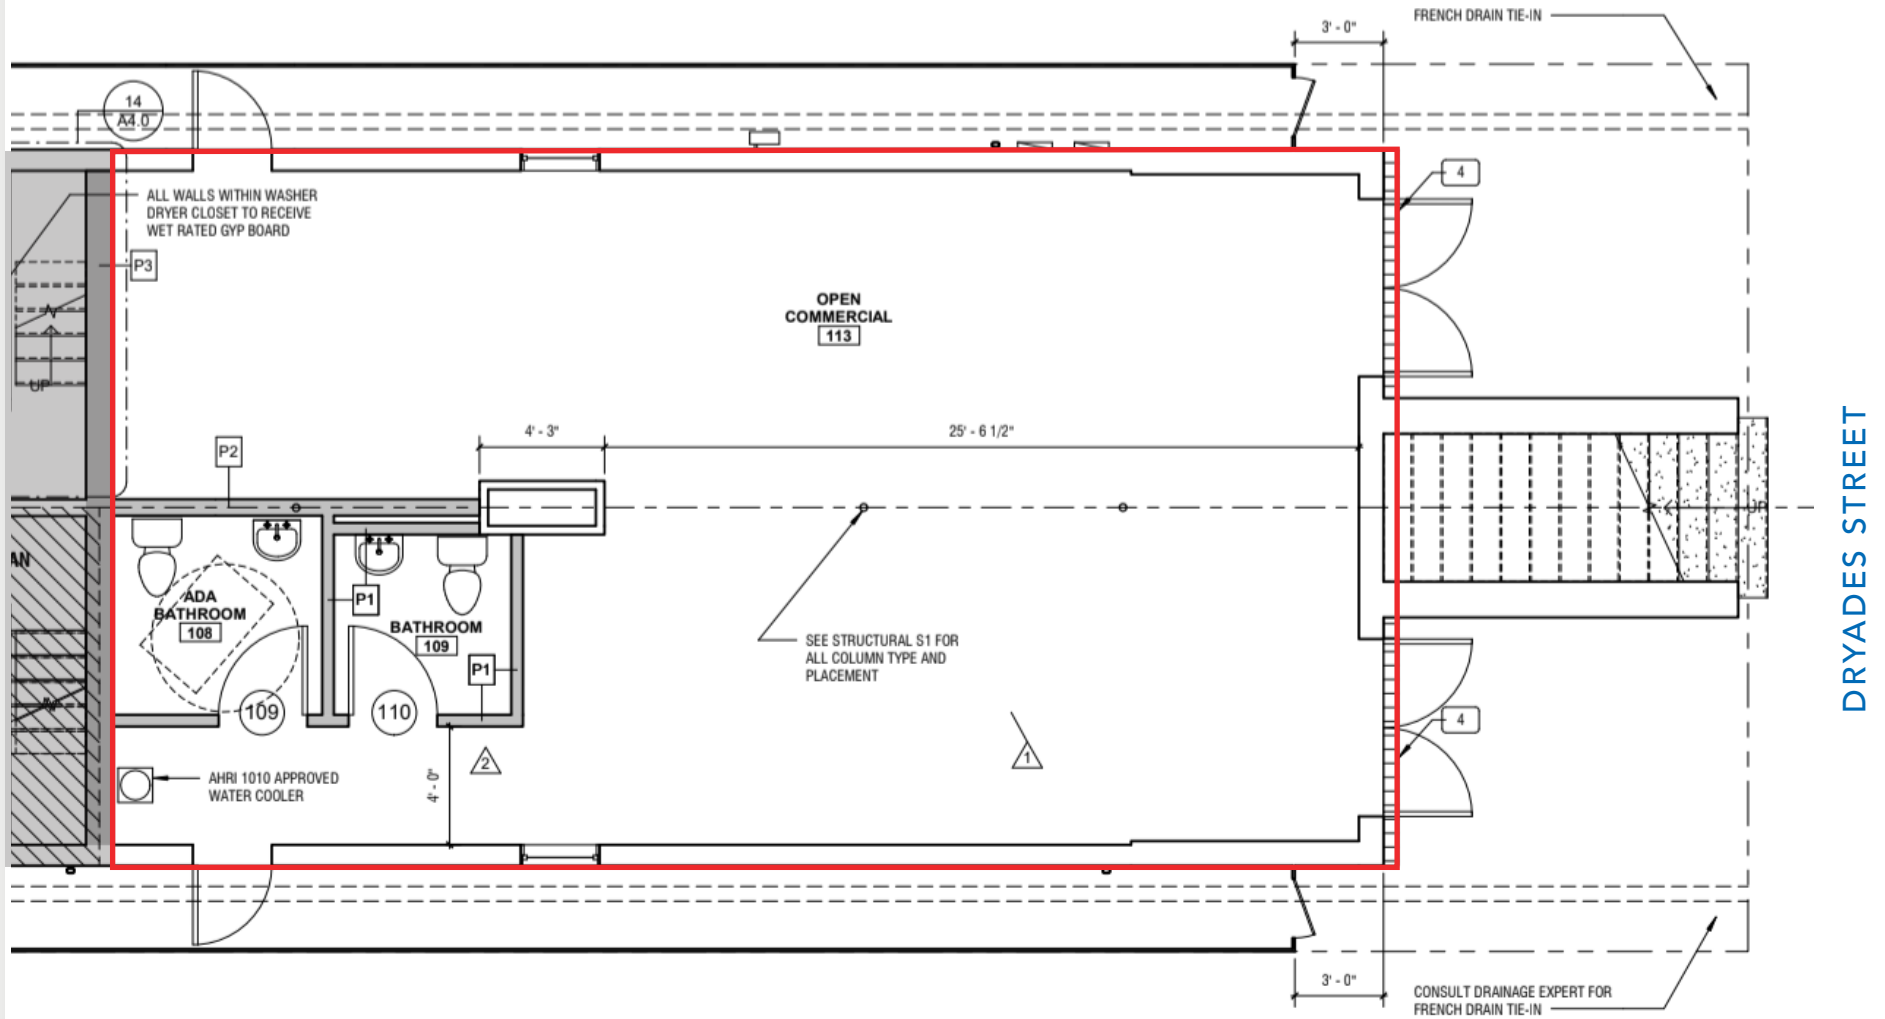 FRENCH DRAIN TIE-IN
3' - 0"
14
A4.0
4
ALL WALLS WITHIN WASHER
DRYER CLOSET TO RECEIVE
WET RATED GYP BOARD
P3
OPEN
COMMERCIAL
113
UP
4' - 3"
25' - 6 1/2"
P2
UP
DRYADES STREET
AN
ADA
BATHROOM
108
P1
BATHROOM
109
P1
SEE STRUCTURAL S1 FOR
ALL COLUMN TYPE AND
PLACEMENT
109
110
4
2
1
4' - 0"
AHRI 1010 APPROVED
WATER COOLER
3' - 0"
CONSULT DRAINAGE EXPERT FOR
FRENCH DRAIN TIE-IN